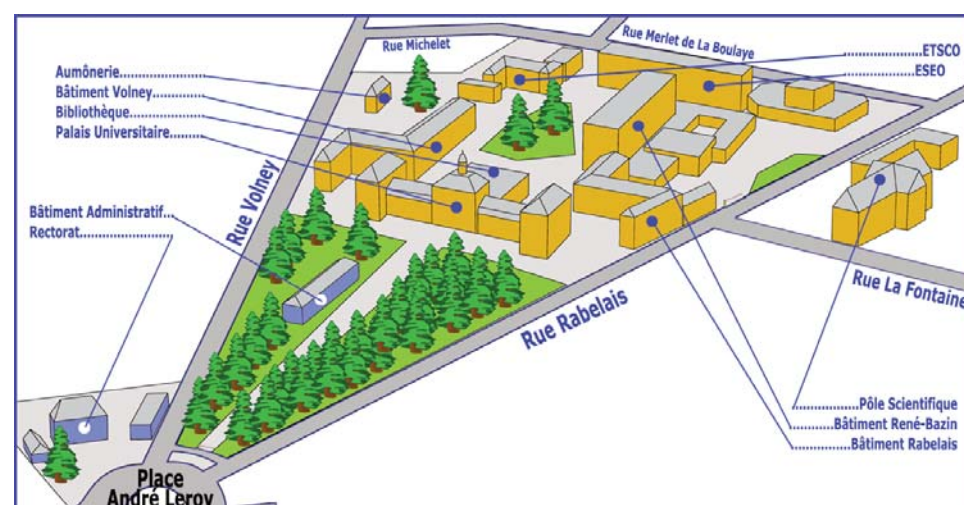 Rue Michelet
Rue Merlet de La Boulaye
Aumônerie....................
Bâtiment Volney............
Bibliothèque.................
Palais Universitaire........
.....................ETSCO
.....................ESEO
Rue Volney
Bâtiment Administratif...
Rectorat.....................
Rue La Fontaine
Rue Rabelais
................Pôle Scientifique
...........Bâtiment René-Bazin
..............Bâtiment Rabelais
Place
André Leroy